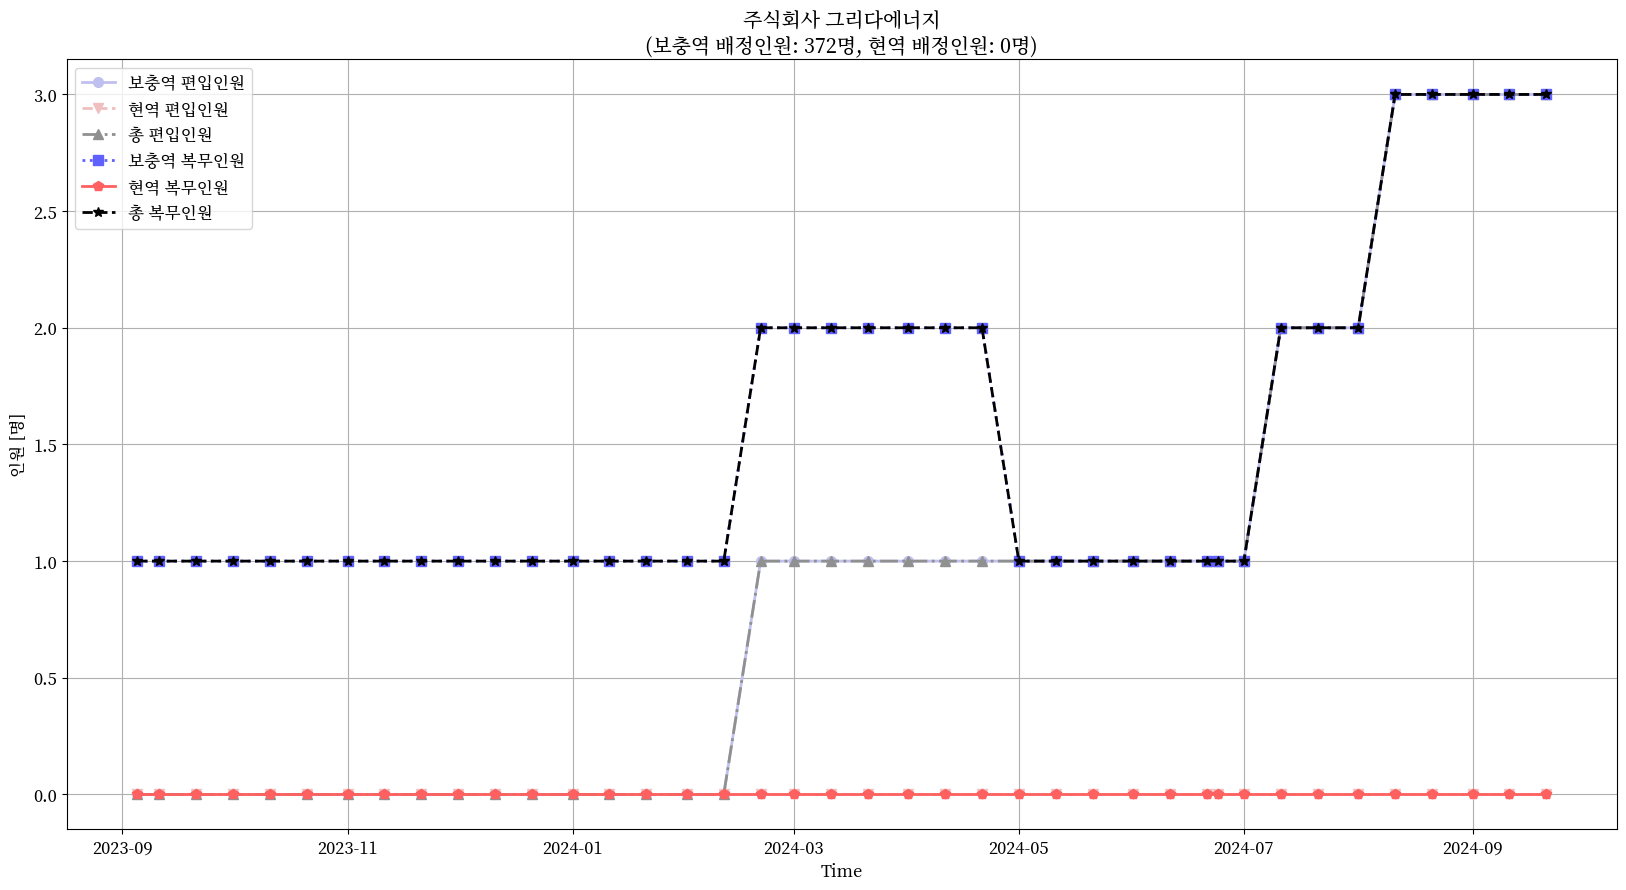 주식회사 그리다에너지
(보충역 배정인원: 372명, 현역 배정인원: 0명)
보충역 편입인원
현역 편입인원
총 편입인원
보충역 복무인원
현역 복무인원
총 복무인원
3.0
2.5
2.0
1.5
1.0
0.5
0.0
인원 [명]
2023-09
2023-11
2024-01
2024-03
2024-05
2024-07
2024-09
Time